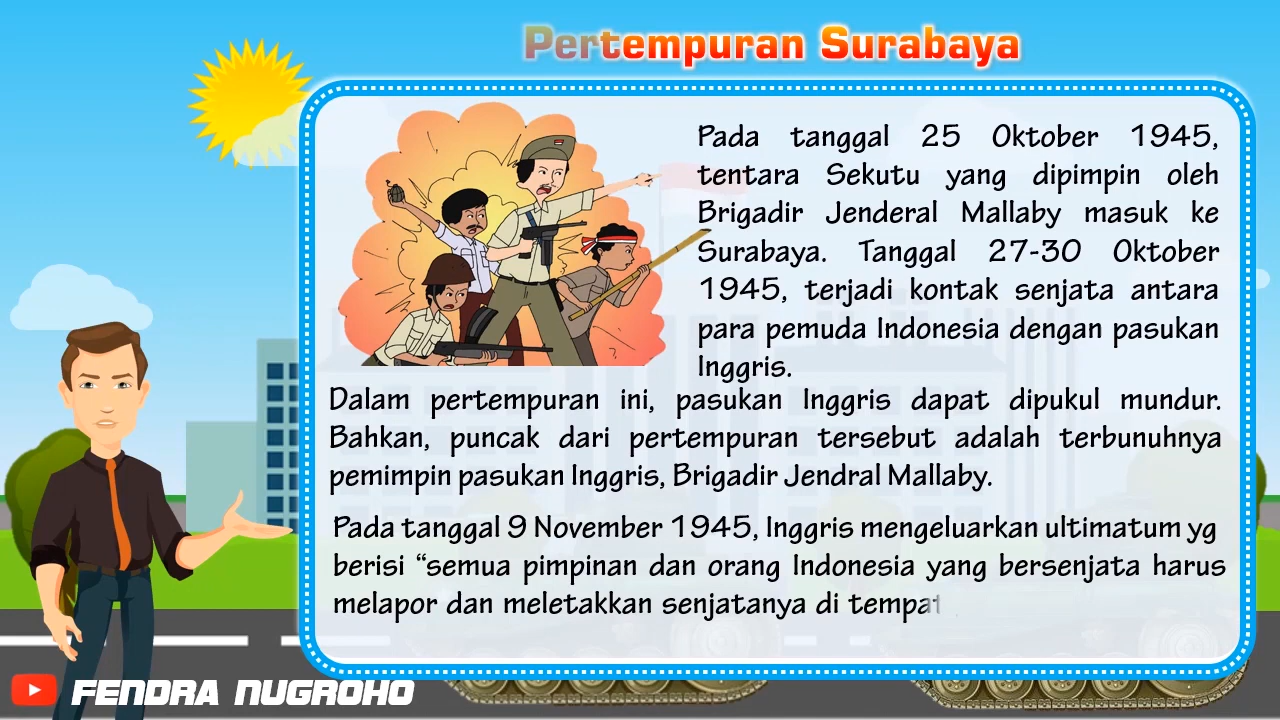 Pertempuran Surabaya
Pada tanggal 25 Oktober 1945,
tentara Sekutu yang dipimpin oleh
Brigadir Jenderal Mallaby masuk ke
Surabaya. Tanggal 27-30 Oktober
1945, terjadi kontak senjata antara
para pemuda Indonesia dengan pasukan
Inggris.
Dalam pertempuran ini, pasukan Inggris dapat dipukul mundur.
Bahkan, puncak dari pertempuran tersebut adalah terbunuhnya
pemimpin pasukan Inggris, Brigadir Jendral Mallaby.
Pada tanggal 9 November 1945, Inggris mengeluarkan ultimatum yg
berisi “semua pimpinan dan orang Indonesia yang bersenjata harus
melapor dan meletakkan senjatanya di tempat
FENDRA NUGROHO